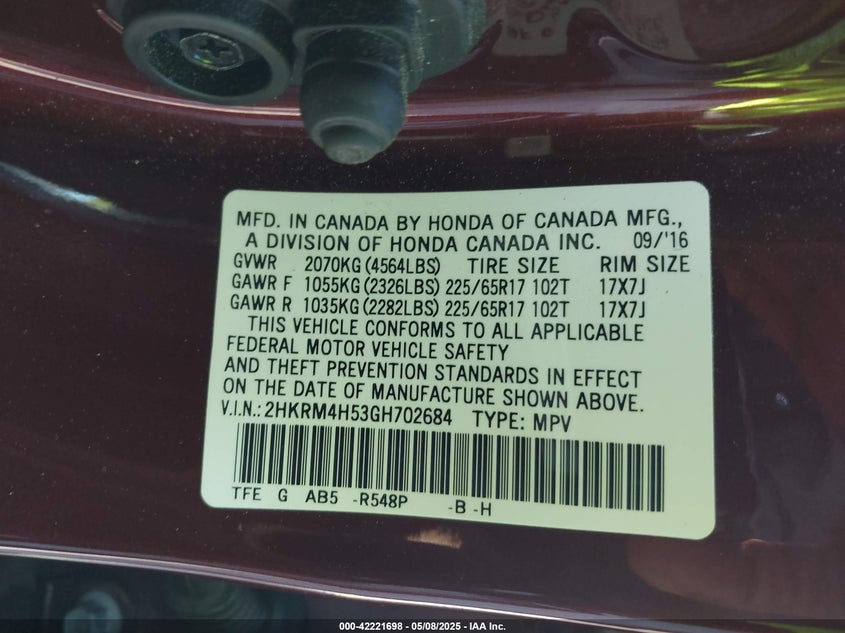 MFD. IN CANADA BY HONDA OF CANADA MFG.,
A DIVISION OF HONDA CANADA INC. 09/'16
GVWR 2070KG (4564LBS) TIRE SIZE RIM SIZE
GAWR F 1055KG (2326LBS) 225/65R17 102T 17X7J
GAWR R 1035KG (2282LBS) 225/65R17 102T 17X7J
THIS VEHICLE CONFORMS TO ALL APPLICABLE
FEDERAL MOTOR VEHICLE SAFETY
AND THEFT PREVENTION STANDARDS IN EFFECT
ON THE DATE OF MANUFACTURE SHOWN ABOVE.
V.I.N.: 2HKRM4H53GH702684 TYPE: MPV
TFE G AB5 -R548P -B -H
000-42221698 - 05/08/2025 - IAA Inc.